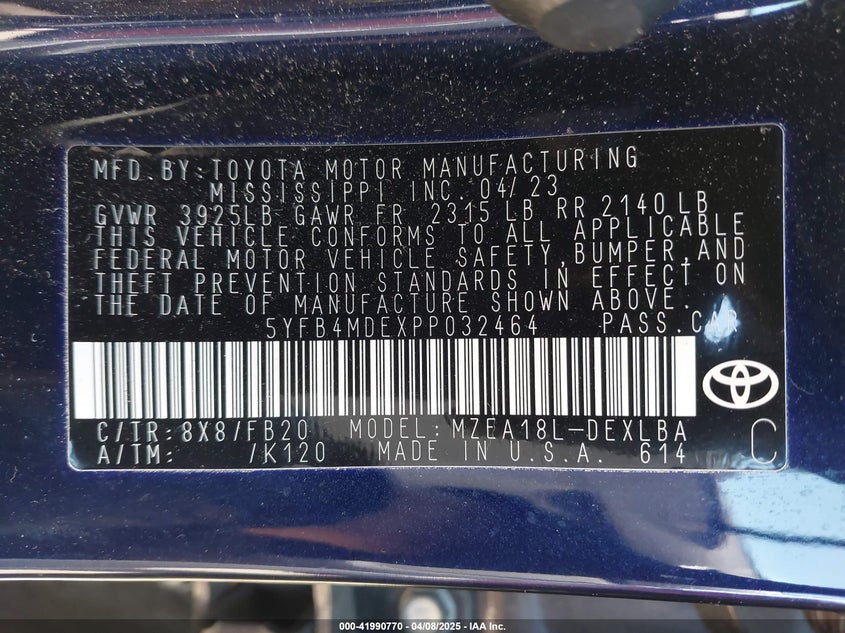 MFD.BY:TOYOTA MOTOR MANUFACTURING
MISSISSIPPI INC. 04/23
GVWR 3925LB GAWR FR 2315 LB RR 2140LB
THIS VEHICLE CONFORMS TO ALL APPLICABLE
FEDERAL MOTOR VEHICLE SAFETY,BUMPER,AND
THEFT PREVENTION STANDARDS IN EFFECT ON
THE DATE OF MANUFACTURE SHOWN ABOVE.
5YFB4MDEXPP032464 PASS.CAR
C/TR:8X8/FB20 MODEL:MZEA18L-DEXLBA
A/TM: /K120 MADE IN U.S.A. 614
C
000-41990770 - 04/08/2025 - IAA Inc.